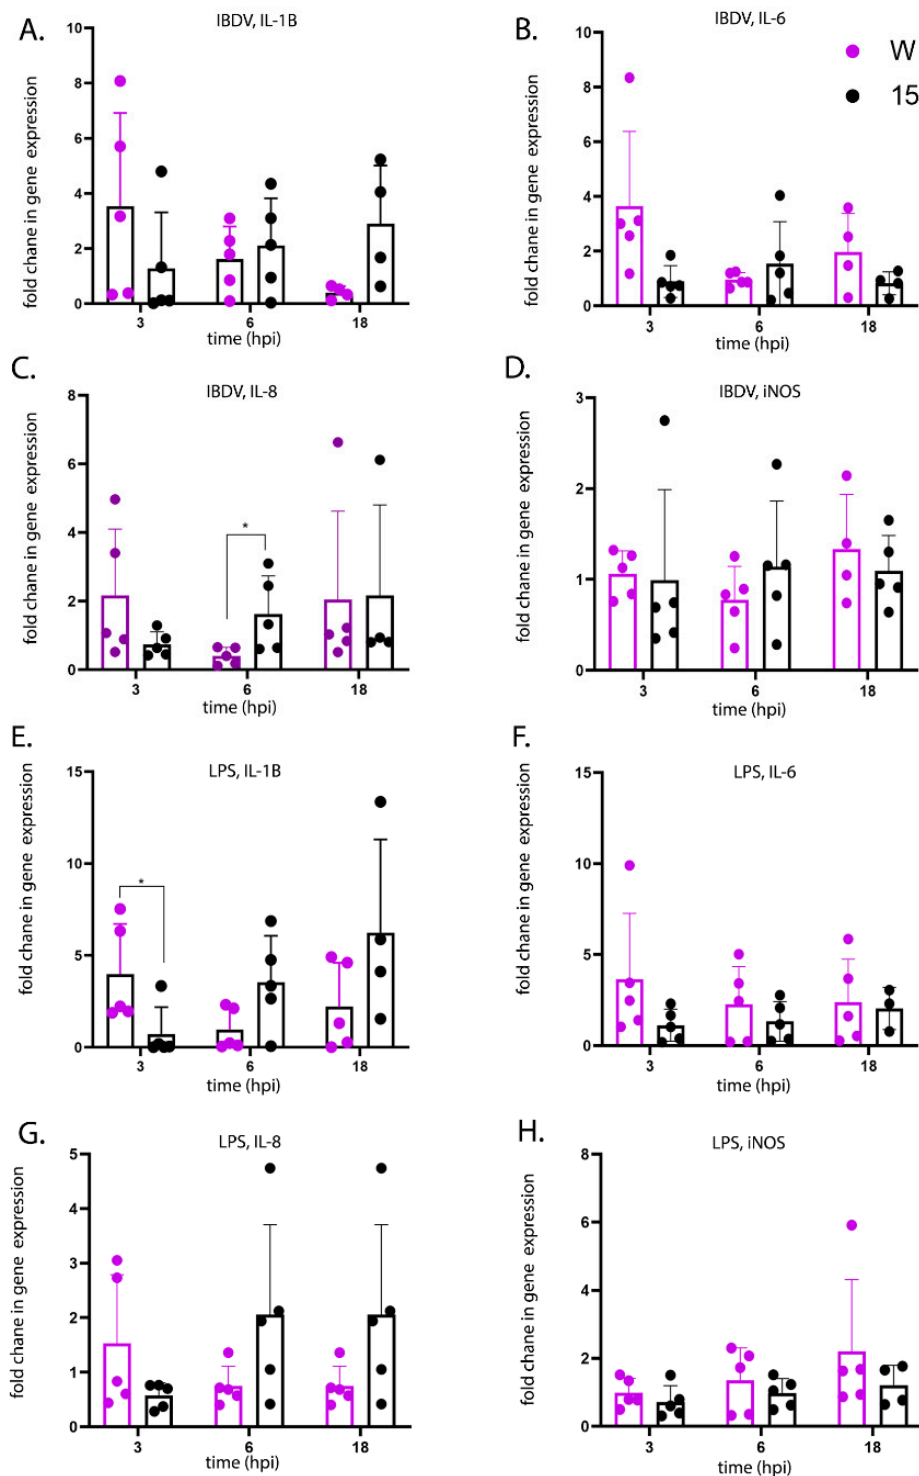 A.
IBDV, IL-1B
fold chane in gene expression
10
8
6
4
2
0
3
6
18
time (hpi)
B.
IBDV, IL-6
W
15
fold chane in gene expression
10
8
6
4
2
0
3
6
18
time (hpi)
C.
IBDV, IL-8
fold chane in gene expression
8
6
4
2
0
*
3
6
18
time (hpi)
D.
IBDV, iNOS
fold chane in gene expression
3
2
1
0
3
6
18
time (hpi)
E.
LPS, IL-1B
fold chane in gene expression
15
10
5
0
*
3
6
18
time (hpi)
F.
LPS, IL-6
fold chane in gene expression
15
10
5
0
3
6
18
time (hpi)
G.
LPS, IL-8
fold chane in gene expression
5
4
3
2
1
0
3
6
18
time (hpi)
H.
LPS, iNOS
fold chane in gene expression
8
6
4
2
0
3
6
18
time (hpi)